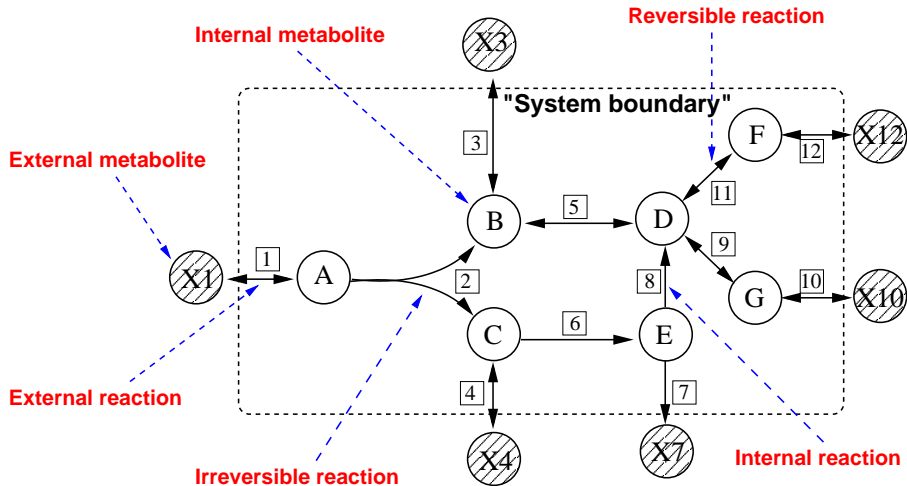 Reversible reaction
Internal metabolite
X3
"System boundary"
F
X12
3
12
External metabolite
11
B
5
D
9
1
X1
A
2
8
10
G
X10
6
C
E
4
7
External reaction
X4
X7
Internal reaction
Irreversible reaction